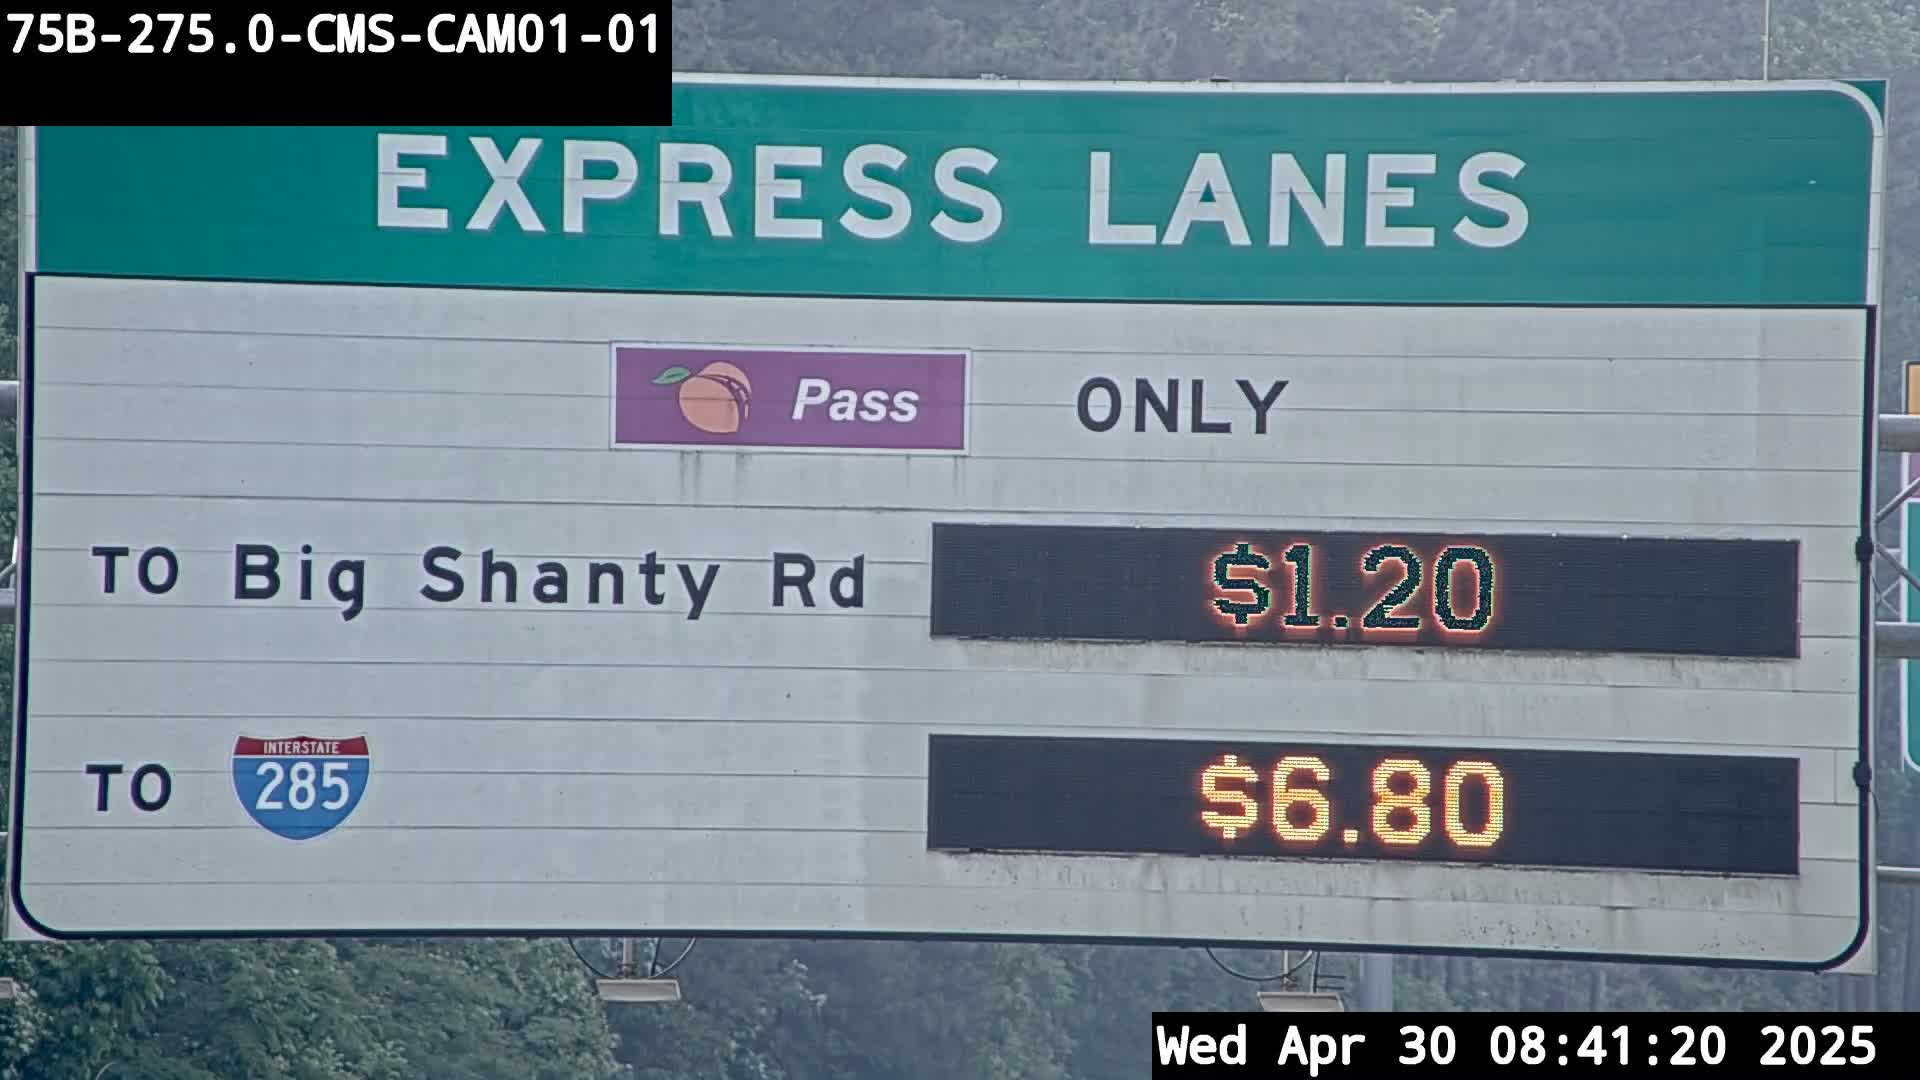 75B-275.0-CMS-CAM01-01
EXPRESS LANES
Pass ONLY
TO Big Shanty Rd $1.20
TO INTERSTATE 285 $6.80
Wed Apr 30 08:41:20 2025